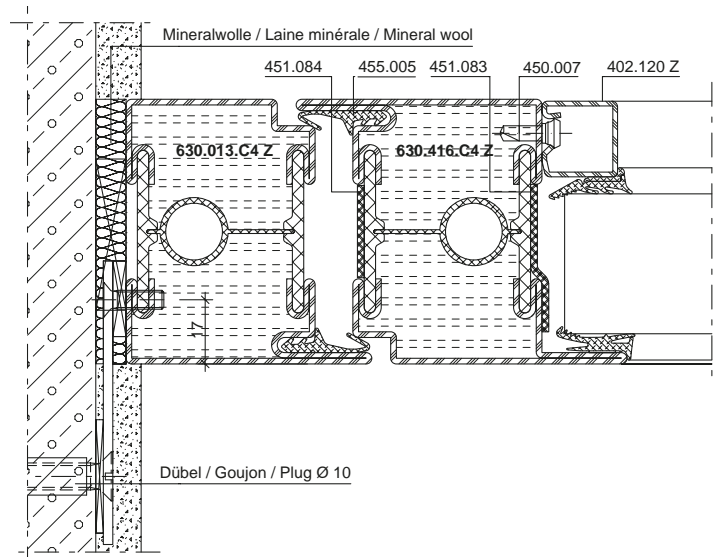 Mineralwolle / Laine minérale / Mineral wool
451.084
455.005
451.083
450.007
402.120 Z
630.013.C4 Z
630.416.C4 Z
17
Dübel / Goujon / Plug Ø 10